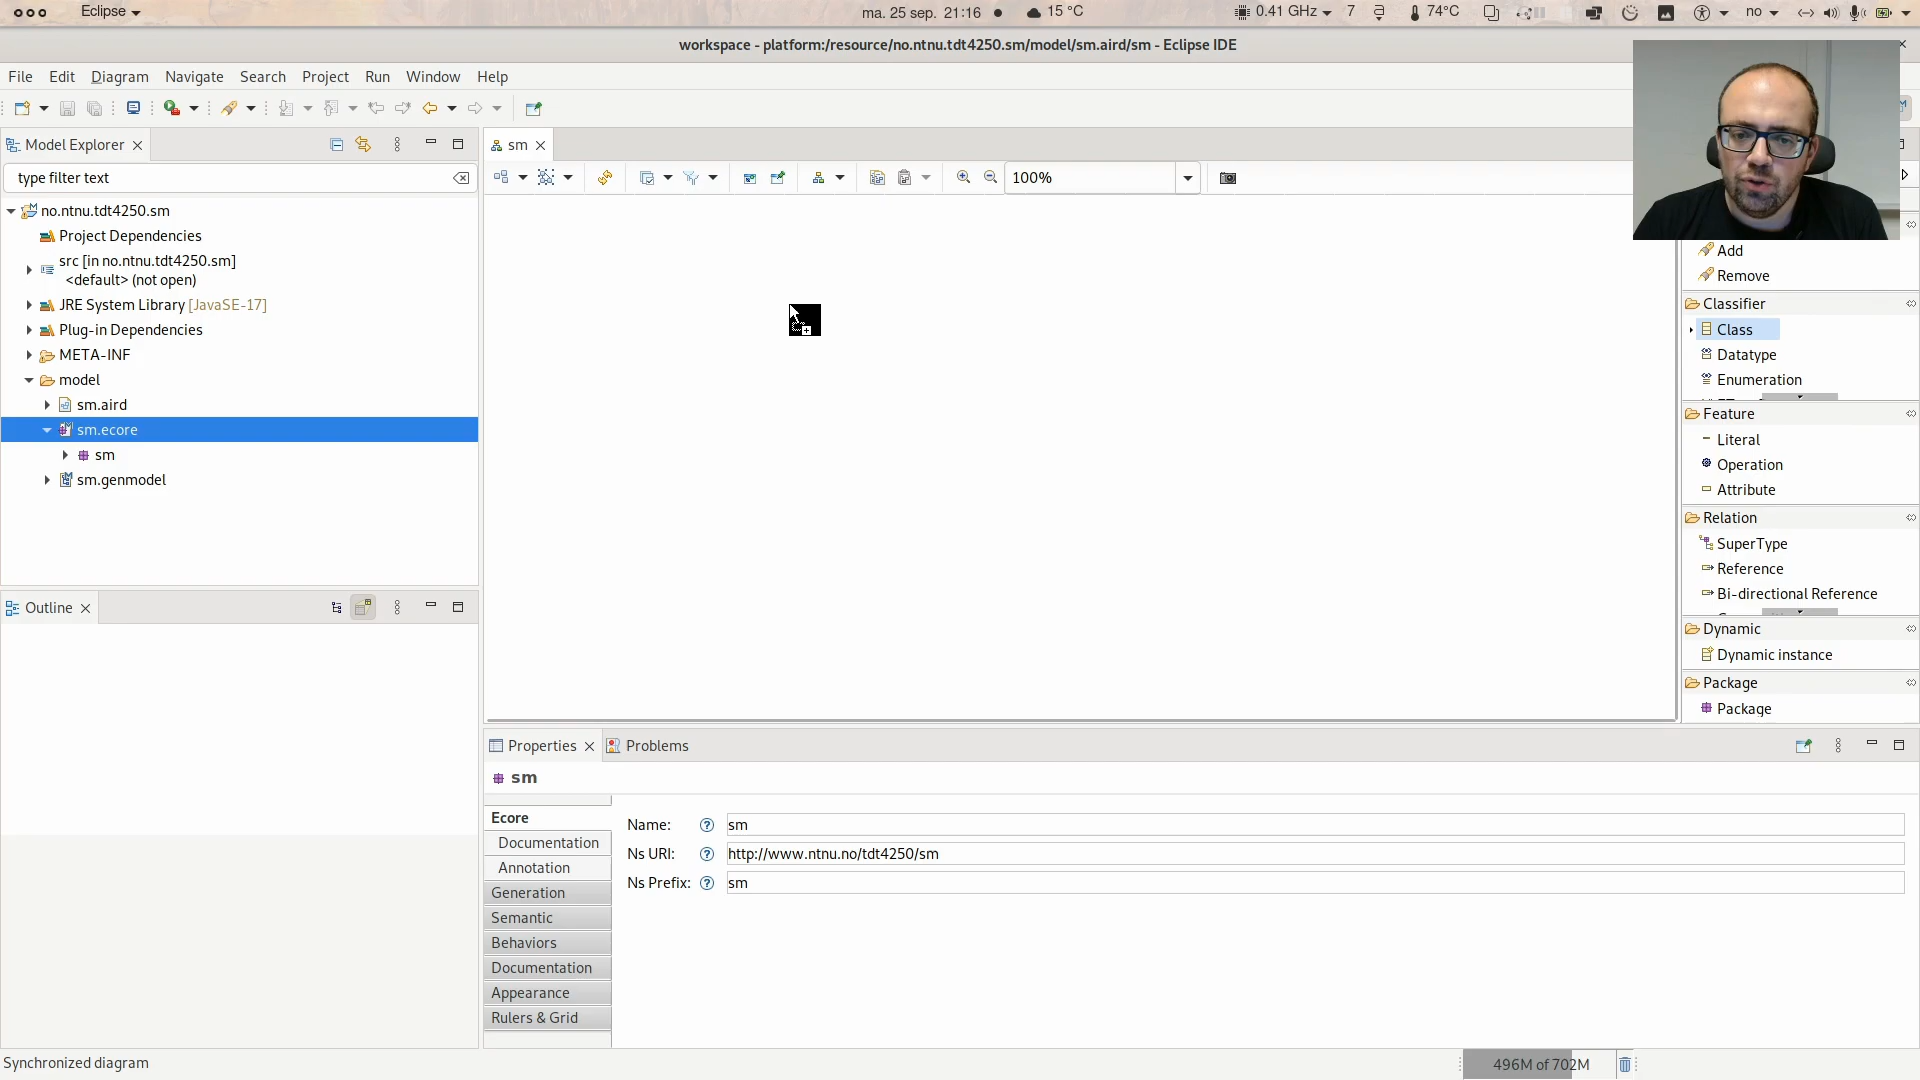 Eclipse
ma. 25 sep. 21:16
15 °C
0.41 GHz
7
74°C
no
workspace - platform:/resource/no.ntnu.tdt4250.sm/model/sm.aird/sm - Eclipse IDE
File Edit Diagram Navigate Search Project Run Window Help
Model Explorer
sm
type filter text
100%
no.ntnu.tdt4250.sm
Project Dependencies
src [in no.ntnu.tdt4250.sm]
<default> (not open)
JRE System Library [JavaSE-17]
Plug-in Dependencies
META-INF
model
sm.aird
sm.ecore
sm
sm.genmodel
Add
Remove
Classifier
Class
Datatype
Enumeration
Feature
Literal
Operation
Attribute
Relation
SuperType
Reference
Bi-directional Reference
Dynamic
Dynamic instance
Package
Package
Outline
Properties
Problems
sm
Ecore
Documentation
Annotation
Generation
Semantic
Behaviors
Documentation
Appearance
Rulers & Grid
Name: sm
Ns URI: http://www.ntnu.no/tdt4250/sm
Ns Prefix: sm
Synchronized diagram
496M of 702M